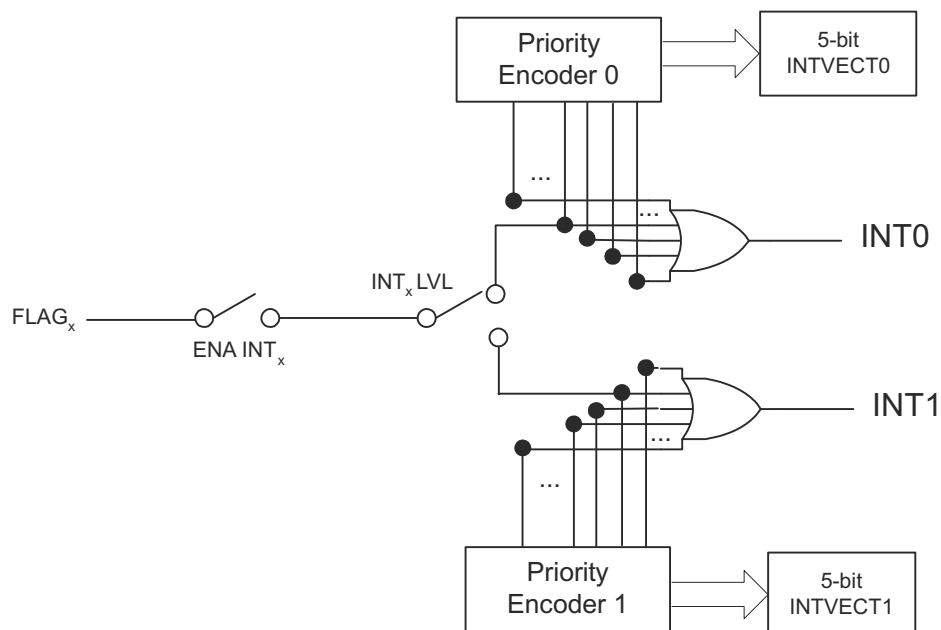 Priority
Encoder 0
5-bit
INTVECT0
...
...
INT0
INTx LVL
FLAGx
ENA INTx
INT1
...
...
Priority
Encoder 1
5-bit
INTVECT1